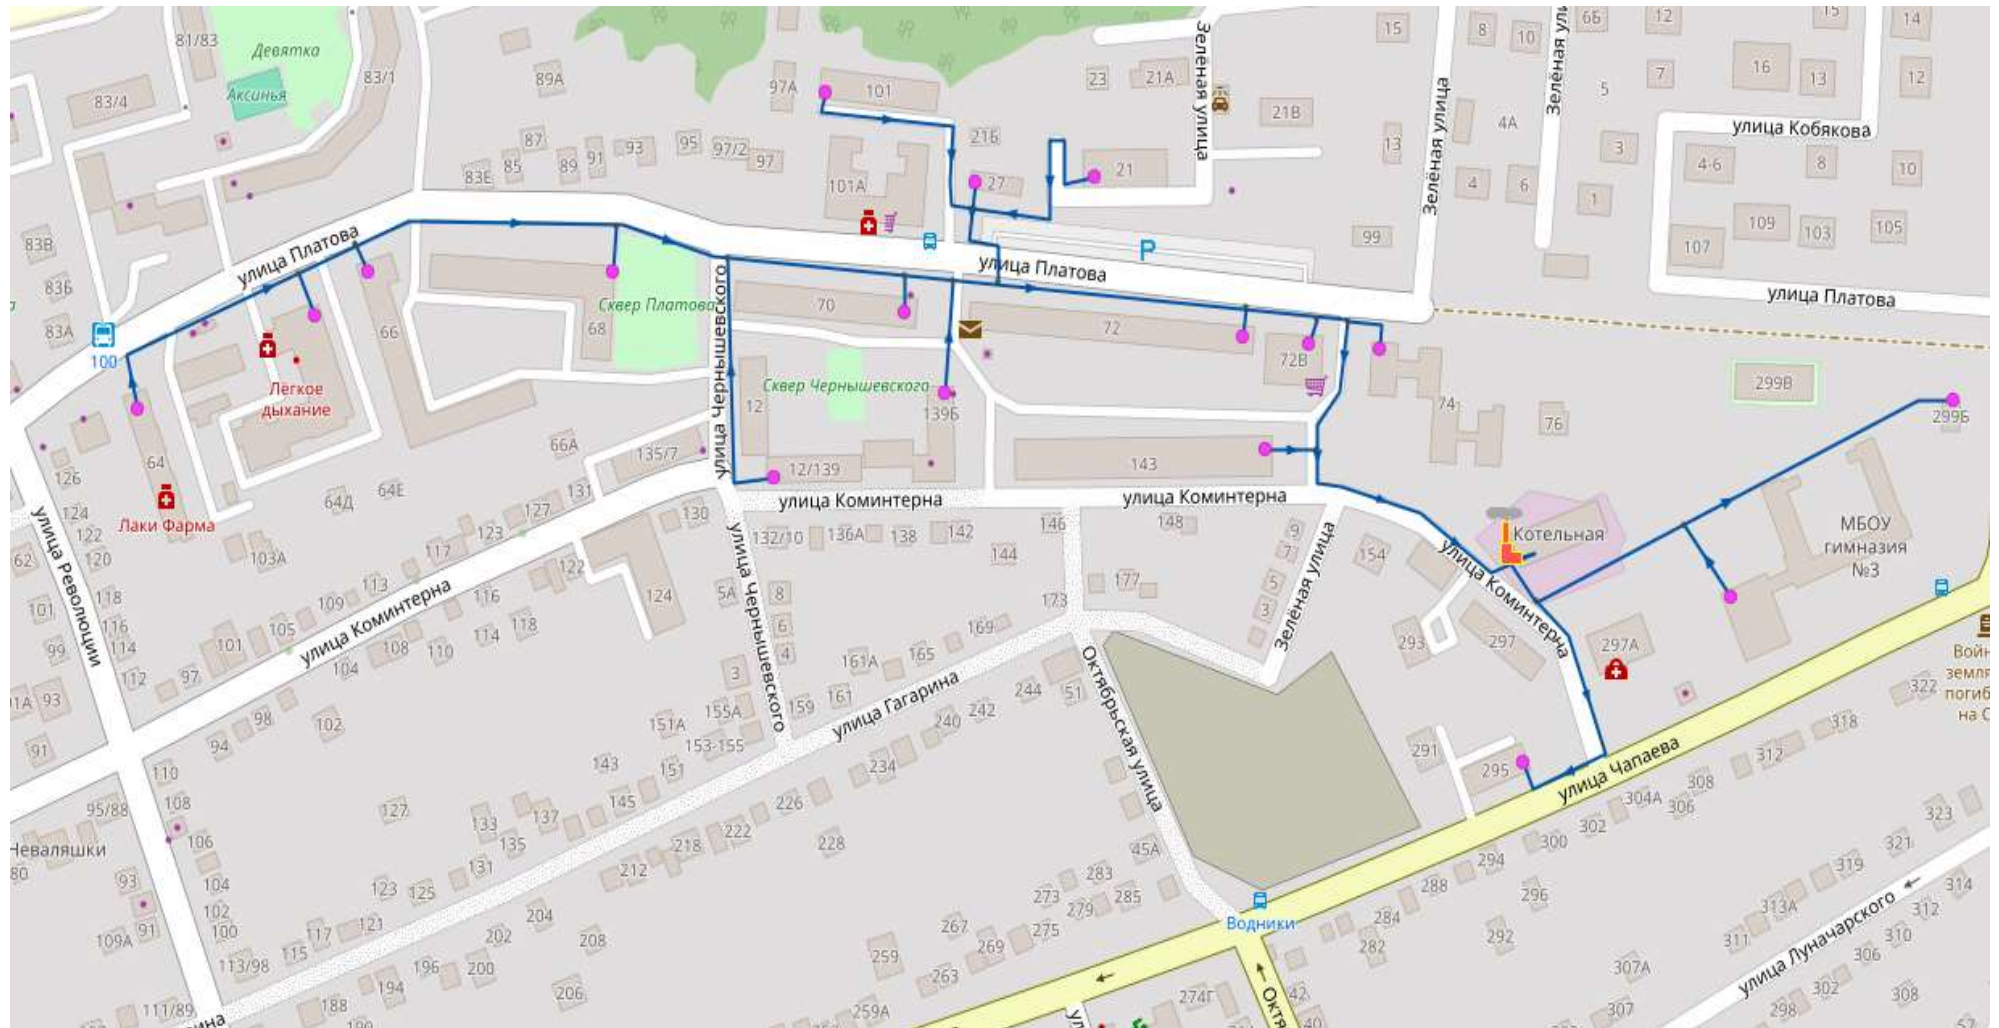 81/83
Девятка
Аксинья
83/4
83/1
89А
97А
101
23
21А
Зелёная улица
21В
21Б
15
8
10
6Б
12
15
14
Зелёная ули
7
16
13
12
5
4А
улица Кобякова
87
85
83Е
89
91
93
95
97/2
97
101А
27
21
13
Зелёная улица
4
6
3
1
4-6
8
10
109
103
105
107
99
83В
83Б
83А
улица Платова
100
P
улица Платова
улица Платова
66
68
Сквер Платова
70
72
72В
74
76
299В
299Б
Лёгкое
дыхание
улица Чернышевского
12
Сквер Чернышевского
139Б
64
Лаки Фарма
126
124
122
120
62
улица Революции
66А
135/7
12/139
143
64Д
64Е
131
127
123
117
103А
130
улица Коминтерна
улица Коминтерна
Котельная
МБОУ
гимназия
№3
132/10
136А
138
142
144
146
148
154
9
7
5
3
Зелёная улица
улица Коминтерна
122
124
116
118
114
110
108
104
113
109
105
101
97
улица Коминтерна
118
116
114
112
101
99
93
91
5А
8
6
4
3
улица Чернышевского
177
173
169
165
161А
161
159
155А
153-155
151А
151
улица Гагарина
Октябрьская улица
51
244
242
240
234
293
297
297А
Войн
земля
погиб
на С
322
318
312
308
306
304А
302
300
улица Чапаева
291
295
102
98
94
110
108
106
104
102
100
95/88
Неваляшки
80
93
91
109А
127
143
145
137
133
135
131
125
123
121
117
115
113/98
111/89
226
222
218
212
228
204
202
208
200
196
194
188
206
45А
283
285
273
279
275
267
269
263
259
259А
Водники
294
288
284
282
296
292
274Г
42
40
307А
307
311
313А
319
321
323
314
312
310
306
302
298
308
улица Луначарского